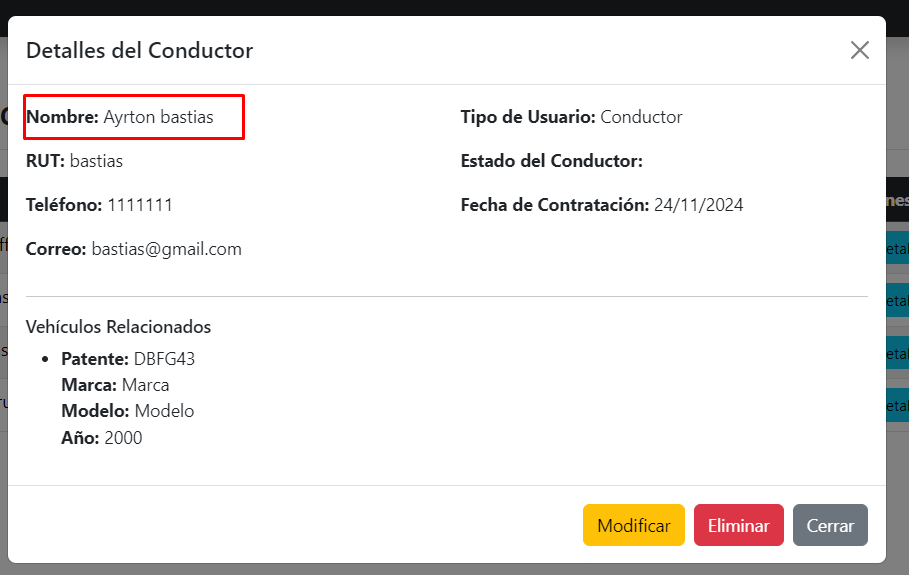 Detalles del Conductor
Nombre: Ayrton bastias
Tipo de Usuario: Conductor
RUT: bastias
Estado del Conductor:
Teléfono: 1111111
Fecha de Contratación: 24/11/2024
Correo: bastias@gmail.com
Vehículos Relacionados
• Patente: DBFG43
Marca: Marca
Modelo: Modelo
Año: 2000
Modificar
Eliminar
Cerrar